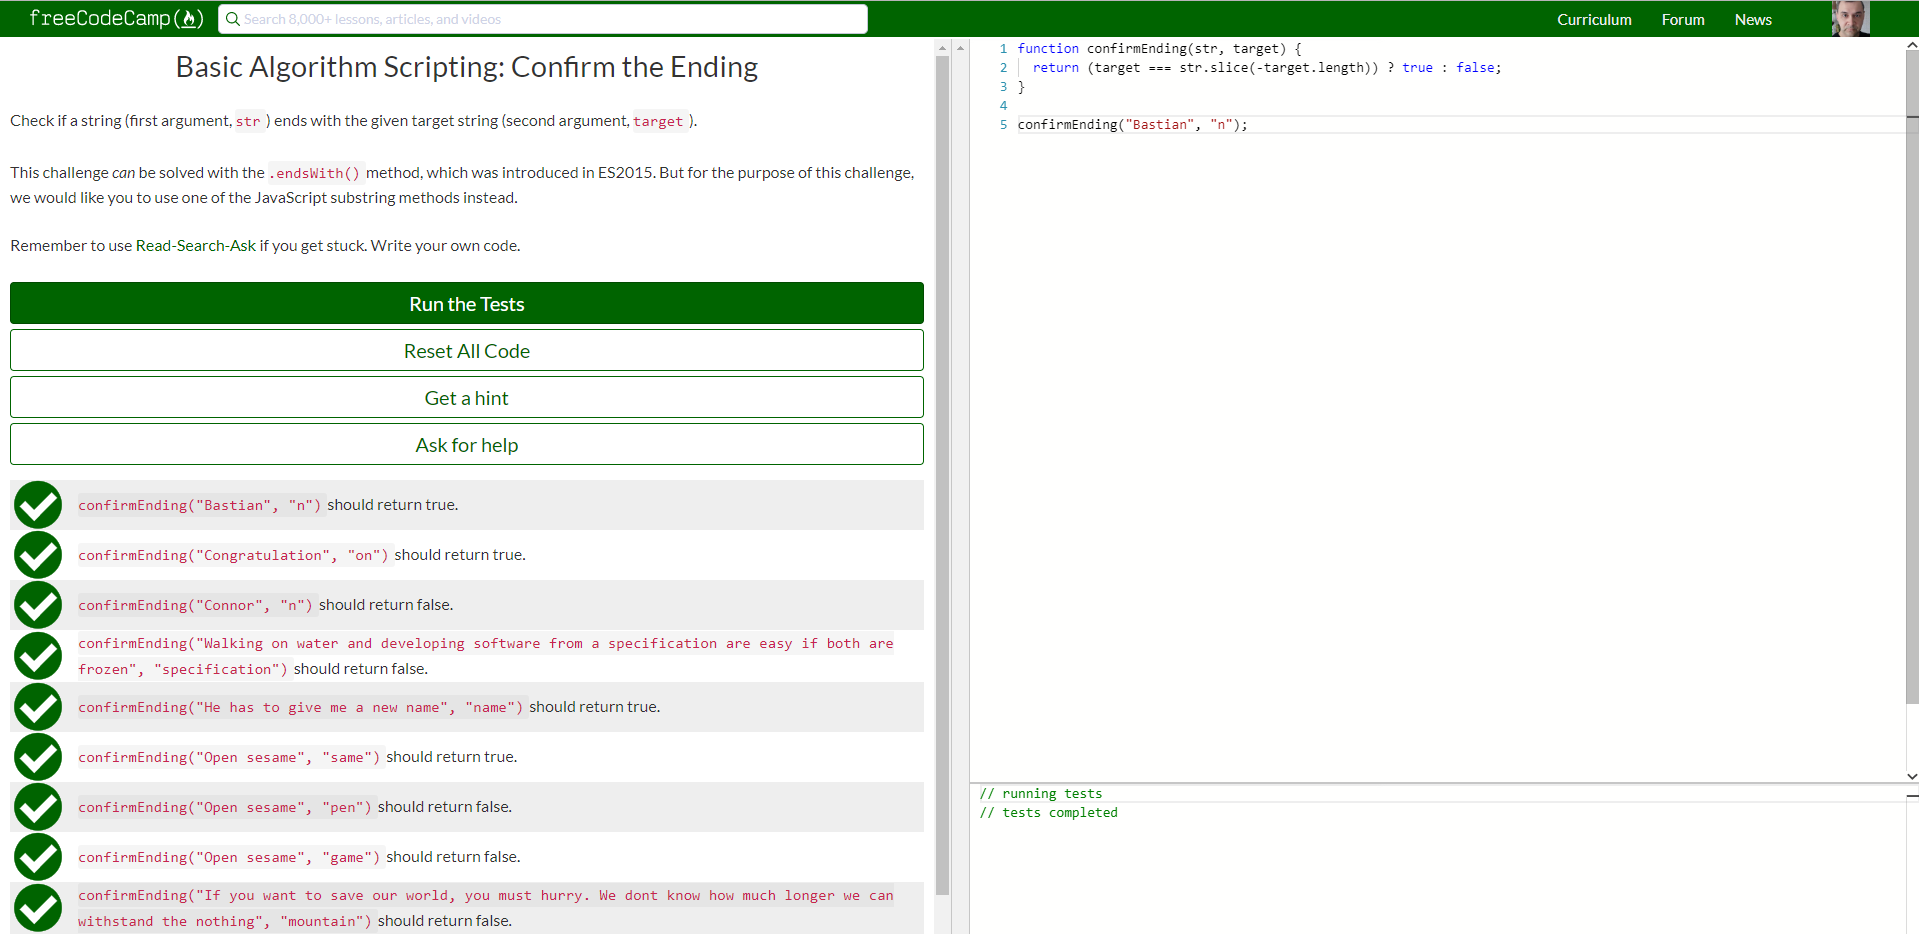 freeCodeCamp(🔥)
Search 8,000+ lessons, articles, and videos
Curriculum
Forum
News
Basic Algorithm Scripting: Confirm the Ending
Check if a string (first argument, str ) ends with the given target string (second argument, target ).
This challenge can be solved with the .endsWith() method, which was introduced in ES2015. But for the purpose of this challenge,
we would like you to use one of the JavaScript substring methods instead.
Remember to use Read-Search-Ask if you get stuck. Write your own code.
Run the Tests
Reset All Code
Get a hint
Ask for help
confirmEnding("Bastian", "n") should return true.
confirmEnding("Congratulation", "on") should return true.
confirmEnding("Connor", "n") should return false.
confirmEnding("Walking on water and developing software from a specification are easy if both are
frozen", "specification") should return false.
confirmEnding("He has to give me a new name", "name") should return true.
confirmEnding("Open sesame", "same") should return true.
confirmEnding("Open sesame", "pen") should return false.
confirmEnding("Open sesame", "game") should return false.
confirmEnding("If you want to save our world, you must hurry. We dont know how much longer we can
withstand the nothing", "mountain") should return false.
1 function confirmEnding(str, target) {
2 return (target === str.slice(-target.length)) ? true : false;
3 }
4
5 confirmEnding("Bastian", "n");
// running tests
// tests completed